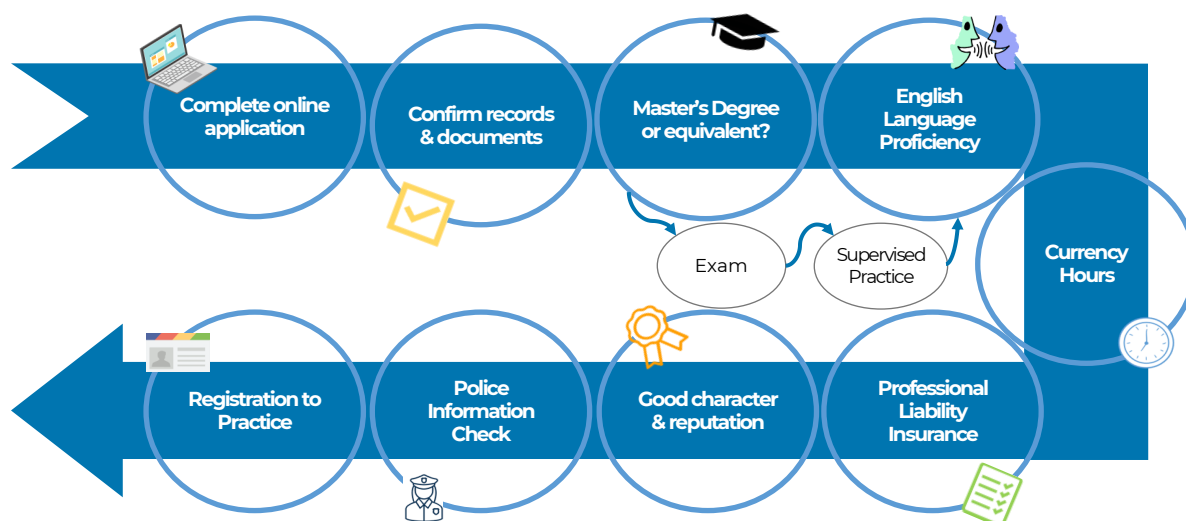 Complete online
application
Confirm records
& documents
Master's Degree
or equivalent?
English
Language
Proficiency
Exam
Supervised
Practice
Currency
Hours
Professional
Liability
Insurance
Good character
& reputation
Police
Information
Check
Registration to
Practice